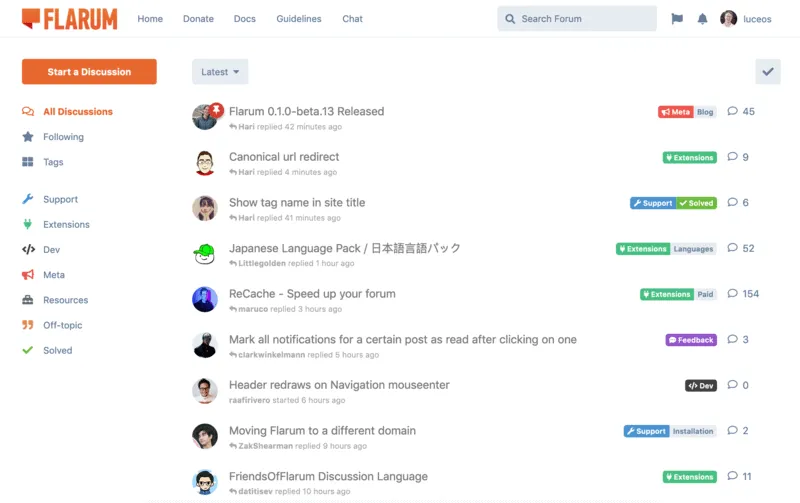 FLARUM
Home Donate Docs Guidelines Chat
Search Forum
luceos
Start a Discussion
Latest
All Discussions
Following
Tags
Support
Extensions
Dev
Meta
Resources
Off-topic
Solved
Flarum 0.1.0-beta.13 Released
Meta Blog 45
Hari replied 42 minutes ago
Canonical url redirect
Extensions 9
Hari replied 4 minutes ago
Show tag name in site title
Support Solved 6
Hari replied 41 minutes ago
Japanese Language Pack / 日本語言語パック
Extensions Languages 52
Littlegolden replied 1 hour ago
ReCache - Speed up your forum
Extensions Paid 154
maruco replied 3 hours ago
Mark all notifications for a certain post as read after clicking on one
Feedback 3
clarkwinkelmann replied 5 hours ago
Header redraws on Navigation mouseenter
Dev 0
raafirivero started 6 hours ago
Moving Flarum to a different domain
Support Installation 2
ZakShearman replied 9 hours ago
FriendsOfFlarum Discussion Language
Extensions 11
datitisev replied 10 hours ago